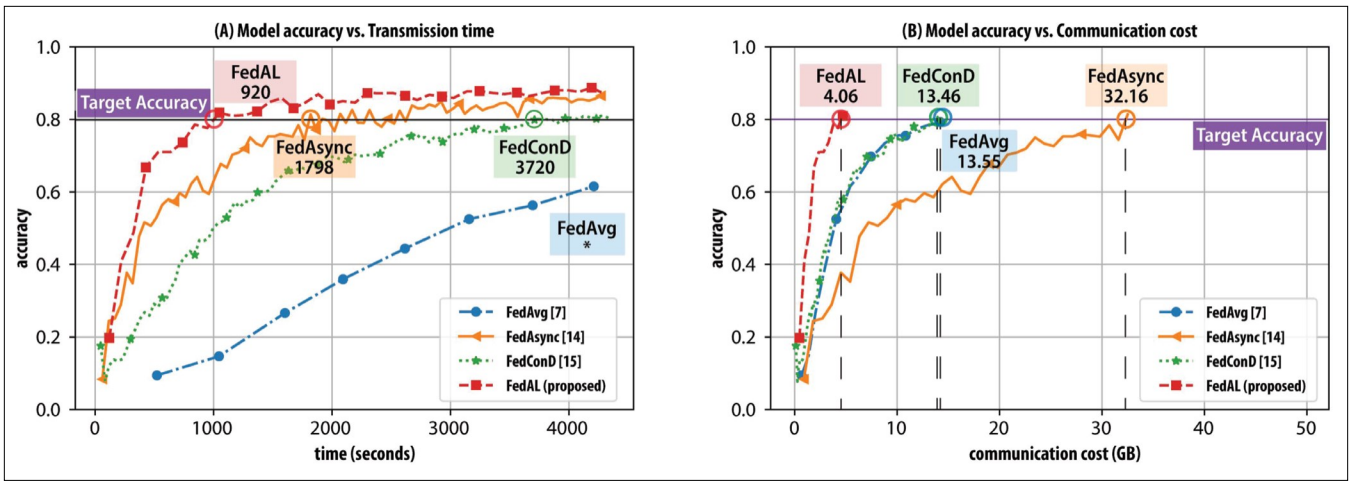 (A) Model accuracy vs. Transmission time
1.0
0.8
0.6
0.4
0.2
0.0
accuracy
0
1000
2000
3000
4000
time (seconds)
Target Accuracy
FedAL
920
FedAsync
1798
FedConD
3720
FedAvg
*
FedAvg [7]
FedAsync [14]
FedConD [15]
FedAL (proposed)
(B) Model accuracy vs. Communication cost
1.0
0.8
0.6
0.4
0.2
0.0
accuracy
0
10
20
30
40
50
communication cost (GB)
FedAL
4.06
FedConD
13.46
FedAsync
32.16
FedAvg
13.55
Target Accuracy
FedAvg [7]
FedAsync [14]
FedConD [15]
FedAL (proposed)